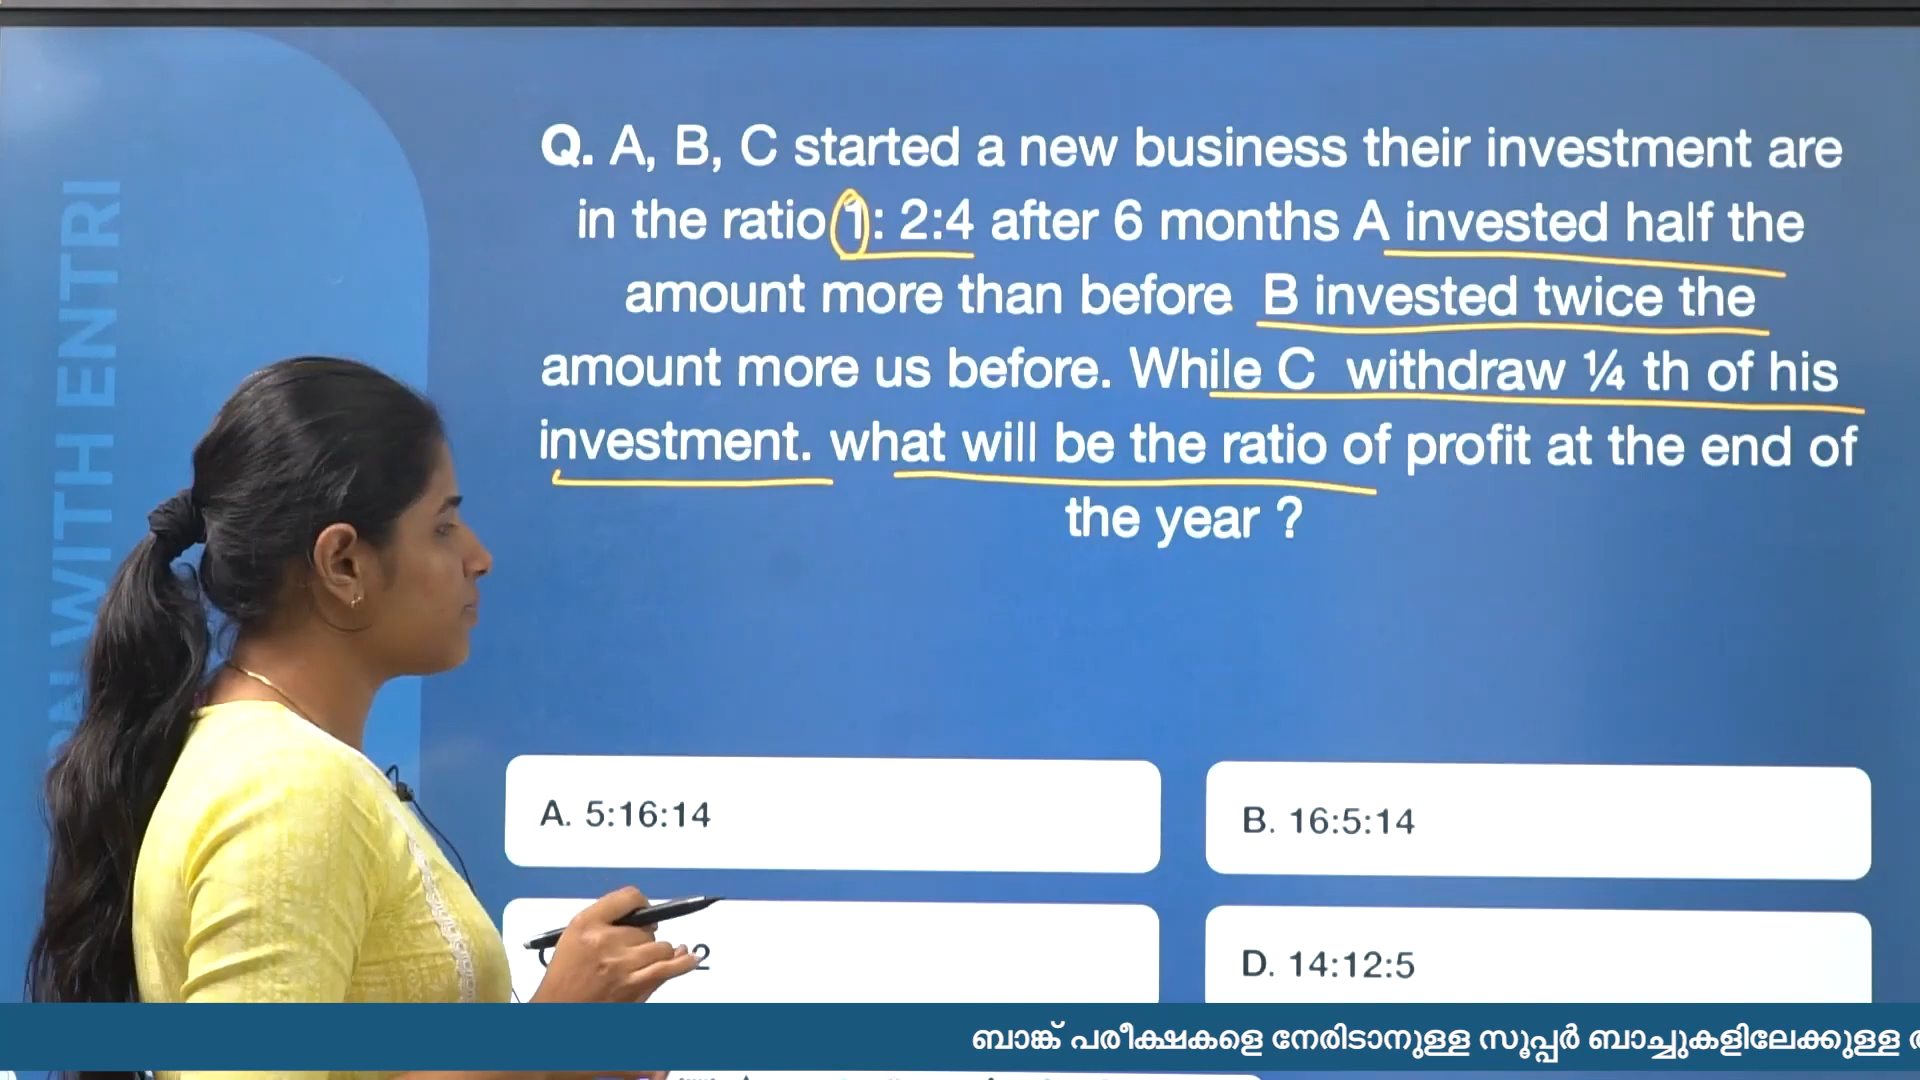 Q. A, B, C started a new business their investment are
in the ratio 1: 2:4 after 6 months A invested half the
amount more than before B invested twice the
amount more us before. While C withdraw ¼ th of his
investment. what will be the ratio of profit at the end of
the year ?
A. 5:16:14
B. 16:5:14
2
D. 14:12:5
WITH ENTRI
ബാങ്ക് പരീക്ഷകളെ നേരിടാനുള്ള സൂപ്പർ ബാച്ചുകളിലേക്കുള്ള